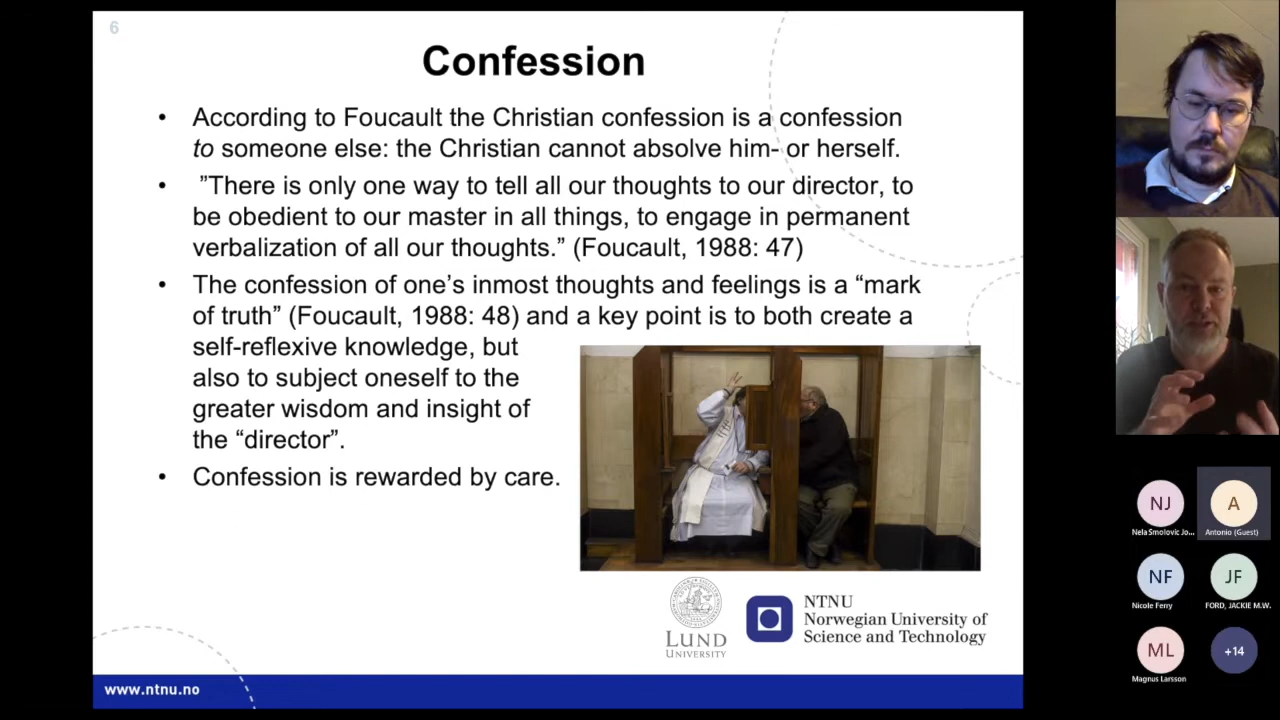 6
Confession
• According to Foucault the Christian confession is a confession
to someone else: the Christian cannot absolve him- or herself.
• ”There is only one way to tell all our thoughts to our director, to
be obedient to our master in all things, to engage in permanent
verbalization of all our thoughts.” (Foucault, 1988: 47)
• The confession of one’s inmost thoughts and feelings is a “mark
of truth” (Foucault, 1988: 48) and a key point is to both create a
self-reflexive knowledge, but
also to subject oneself to the
greater wisdom and insight of
the “director”.
• Confession is rewarded by care.
LUND
UNIVERSITY
NTNU
Norwegian University of
Science and Technology
www.ntnu.no
NJ
Nela Smolovic Jo...
A
Antonio (Guest)
NF
Nicole Ferry
JF
FORD, JACKIE M.W.
ML
Magnus Larsson
+14